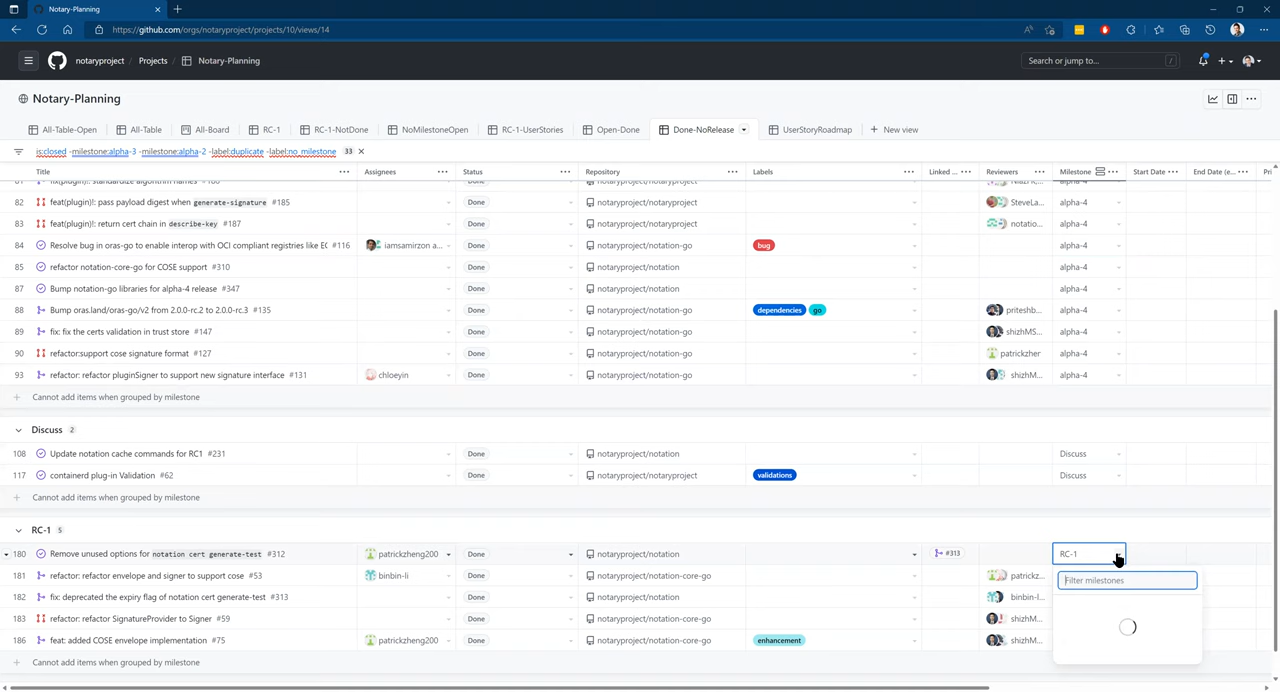 Notary-Planning
https://github.com/orgs/notaryproject/projects/10/views/14
notaryproject / Projects / Notary-Planning
Search or jump to... /
Notary-Planning
All-Table-Open All-Table All-Board RC-1 RC-1-NotDone NoMilestoneOpen RC-1-UserStories Open-Done Done-NoRelease UserStoryRoadmap + New view
is:closed -milestone:alpha-3 -milestone:alpha-2 -label:duplicate -label:no_milestone 33
Title Assignees Status Repository Labels Linked ... Reviewers Milestone Start Date End Date (e... Pri
82 feat(plugin)!: pass payload digest when generate-signature #185 Done notaryproject/notaryproject SteveLa... alpha-4
83 feat(plugin)!: return cert chain in describe-key #187 Done notaryproject/notaryproject notatio... alpha-4
84 Resolve bug in oras-go to enable interop with OCI compliant registries like EC #116 iamsamirzon a... Done notaryproject/notation-go bug alpha-4
85 refactor notation-core-go for COSE support #310 Done notaryproject/notation alpha-4
87 Bump notation-go libraries for alpha-4 release #347 Done notaryproject/notation alpha-4
88 Bump oras.land/oras-go/v2 from 2.0.0-rc.2 to 2.0.0-rc.3 #135 Done notaryproject/notation-go dependencies go priteshb... alpha-4
89 fix: fix the certs validation in trust store #147 Done notaryproject/notation-go shizhMS... alpha-4
90 refactor:support cose signature format #127 Done notaryproject/notation-go patrickzher alpha-4
93 refactor: refactor pluginSigner to support new signature interface #131 chloeyin Done notaryproject/notation-go shizhM... alpha-4
+ Cannot add items when grouped by milestone
Discuss 2
108 Update notation cache commands for RC1 #231 Done notaryproject/notation Discuss
117 containerd plug-in Validation #62 Done notaryproject/notaryproject validations Discuss
+ Cannot add items when grouped by milestone
RC-1 5
180 Remove unused options for notation cert generate-test #312 patrickzheng200 Done notaryproject/notation #313 RC-1
181 refactor: refactor envelope and signer to support cose #53 binbin-li Done notaryproject/notation-core-go patrickz...
Filter milestones
182 fix: deprecated the expiry flag of notation cert generate-test #313 Done notaryproject/notation binbin-l...
183 refactor: refactor SignatureProvider to Signer #59 Done notaryproject/notation-core-go shizhM...
186 feat: added COSE envelope implementation #75 patrickzheng200 Done notaryproject/notation-core-go enhancement shizhM...
+ Cannot add items when grouped by milestone